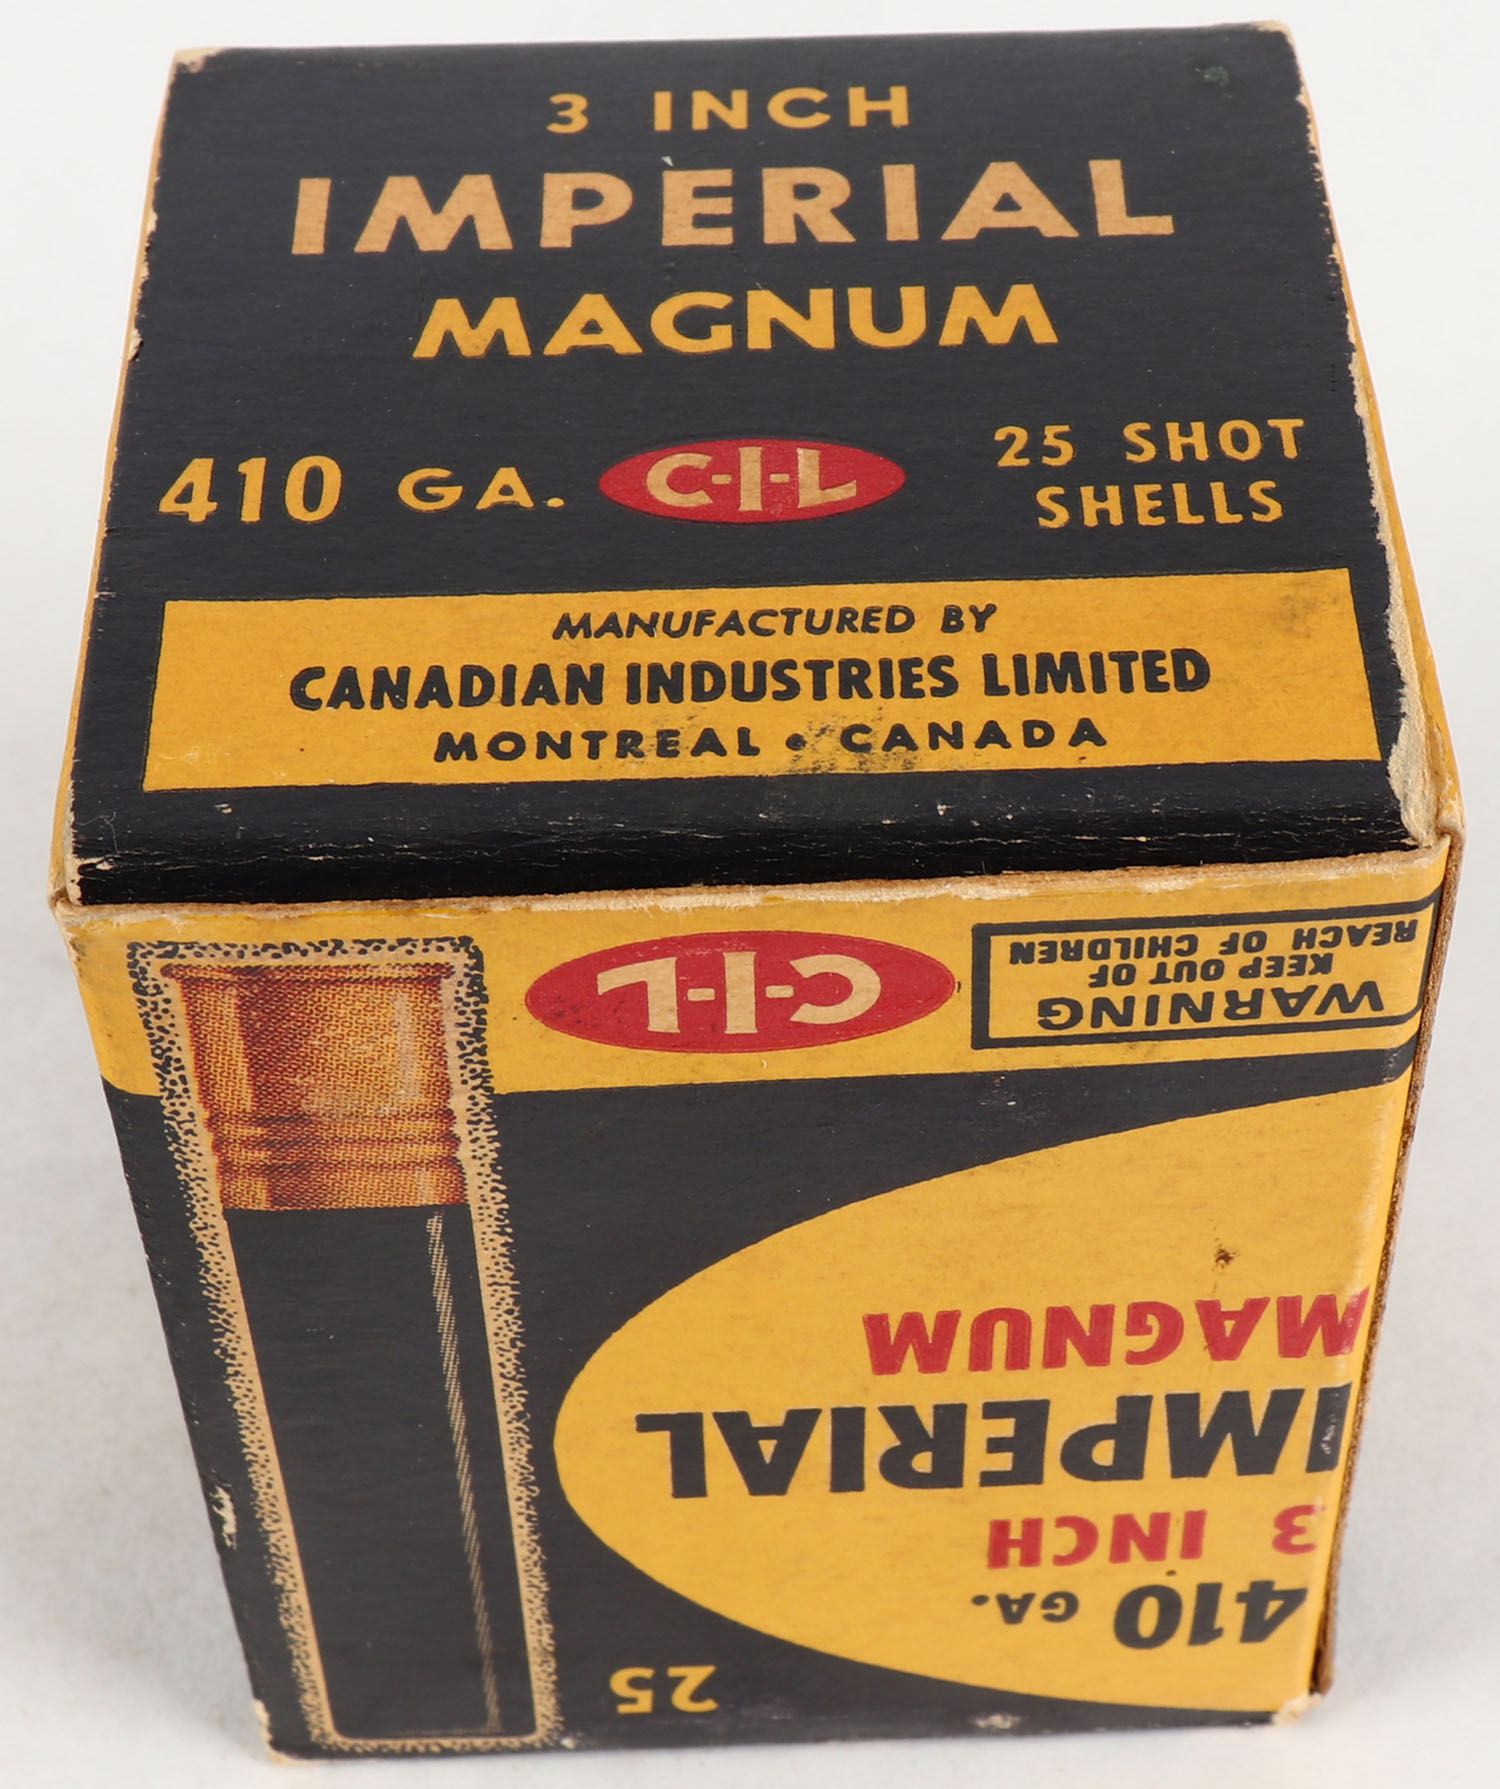 3 INCH
IMPERIAL
MAGNUM
410 GA.
C-I-L
25 SHOT
SHELLS
MANUFACTURED BY
CANADIAN INDUSTRIES LIMITED
MONTREAL • CANADA
410 GA.
3 INCH
IMPERIAL
MAGNUM
25
WARNING
KEEP OUT OF
REACH OF CHILDREN
C-I-L